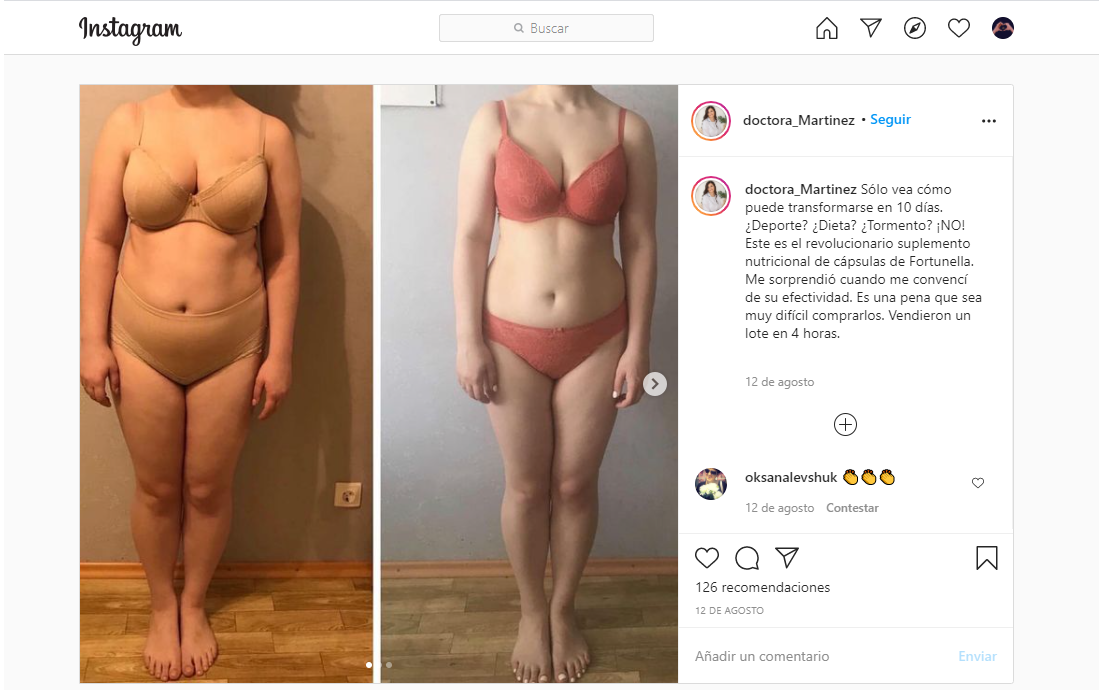 Instagram
Buscar
doctora_Martinez • Seguir
doctora_Martinez Sólo vea cómo
puede transformarse en 10 días.
¿Deporte? ¿Dieta? ¿Tormento? ¡NO!
Este es el revolucionario suplemento
nutricional de cápsulas de Fortunella.
Me sorprendió cuando me convencí
de su efectividad. Es una pena que sea
muy difícil comprarlos. Vendieron un
lote en 4 horas.
12 de agosto
oksanalevshuk 👏👏👏
12 de agosto Contestar
126 recomendaciones
12 DE AGOSTO
Añadir un comentario Enviar